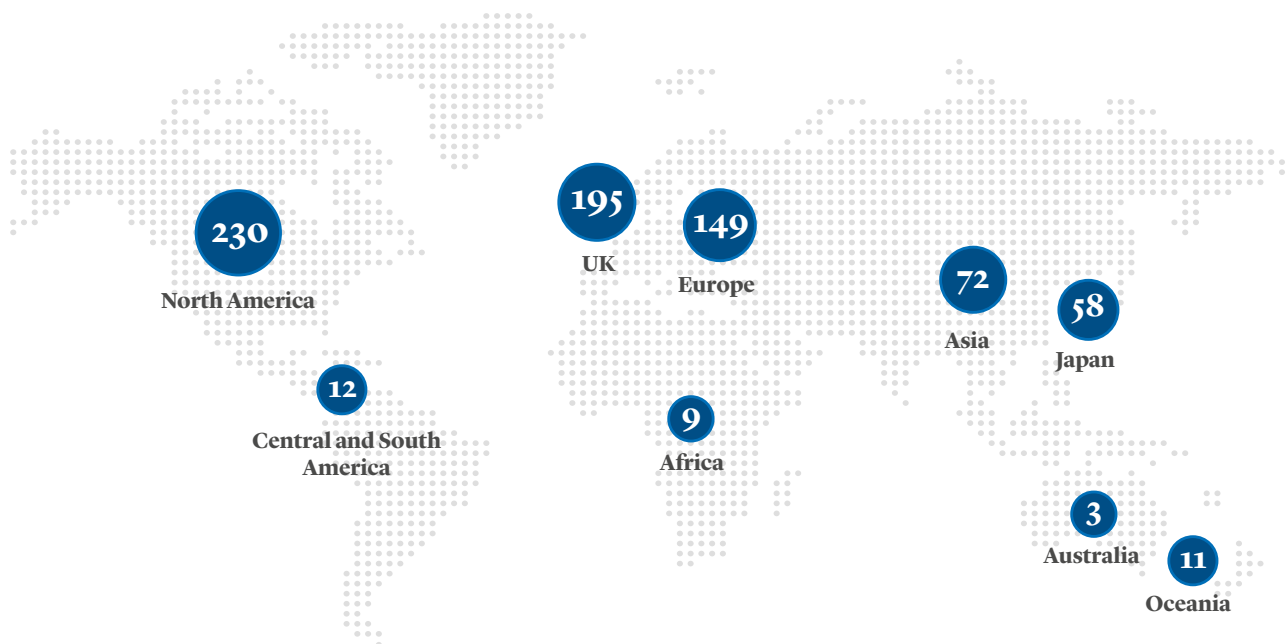 230
North America
195
UK
149
Europe
72
Asia
58
Japan
12
Central and South
America
9
Africa
3
Australia
11
Oceania